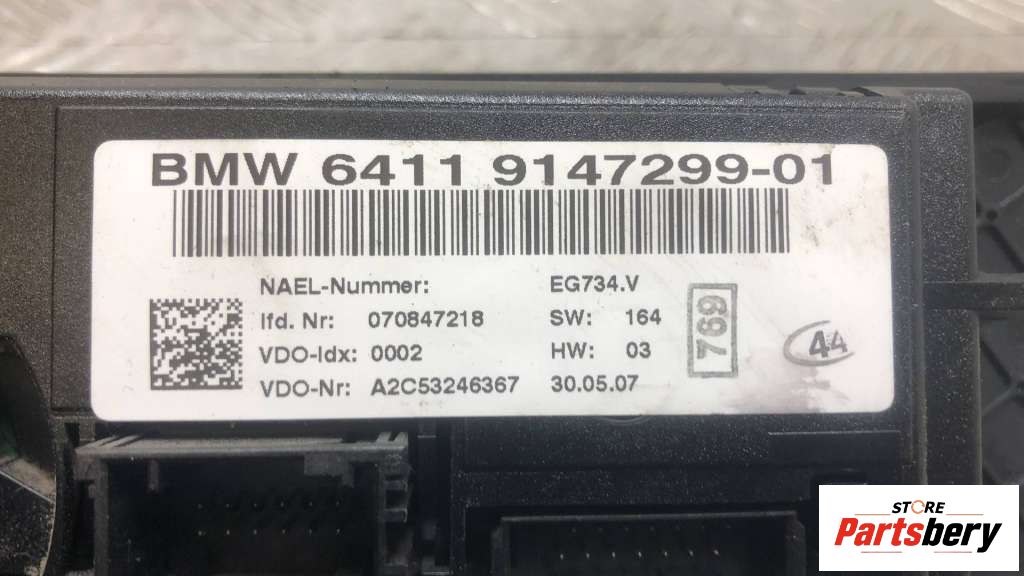 BMW 6411 9147299-01
NAEL-Nummer: EG734.V
lfd. Nr: 070847218 SW: 164
VDO-Idx: 0002 HW: 03
VDO-Nr: A2C53246367 30.05.07
769
44
STORE
Partsbery